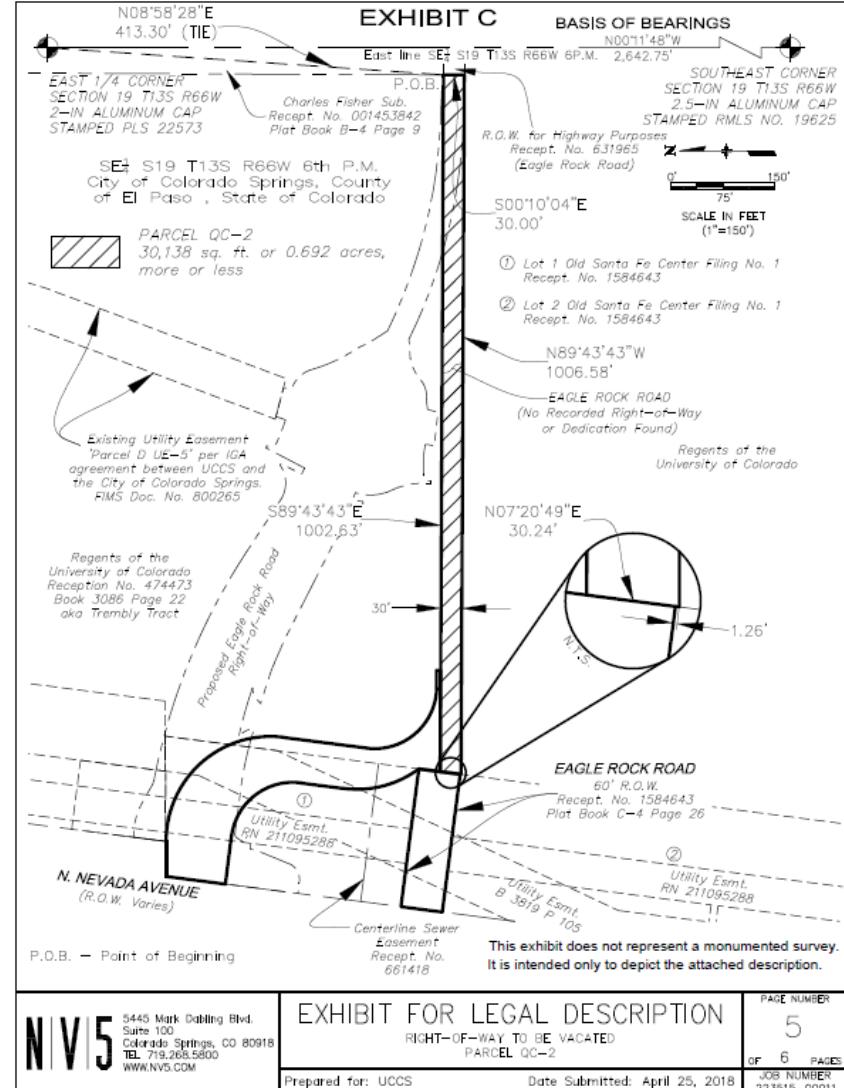 EXHIBIT C
N08°58'28"E
413.30' (TIE)
BASIS OF BEARINGS
N00°11'48"W
2,642.75'
East line SE¼ S19 T13S R66W 6P.M.
EAST 1/4 CORNER
SECTION 19 T13S R66W
2-IN ALUMINUM CAP
STAMPED PLS 22573
Charles Fisher Sub.
Recept. No. 001453842
Plat Book B-4 Page 9
P.O.B.
SOUTHEAST CORNER
SECTION 19 T13S R66W
2.5-IN ALUMINUM CAP
STAMPED RMLS NO. 19625
R.O.W. for Highway Purposes
Recept. No. 631965
(Eagle Rock Road)
Z
0'
150'
75'
SCALE IN FEET
(1"=150')
SE¼ S19 T13S R66W 6th P.M.
City of Colorado Springs, County
of El Paso , State of Colorado
S00°10'04"E
30.00'
PARCEL QC-2
30,138 sq. ft. or 0.692 acres,
more or less
① Lot 1 Old Santa Fe Center Filing No. 1
Recept. No. 1584643
② Lot 2 Old Santa Fe Center Filing No. 1
Recept. No. 1584643
N89°43'43"W
1006.58'
EAGLE ROCK ROAD
(No Recorded Right-of-Way
or Dedication Found)
Existing Utility Easement
'Parcel D UE-5' per IGA
agreement between UCCS and
the City of Colorado Springs.
FIMS Doc. No. 800265
Regents of the
University of Colorado
S89°43'43"E
1002.63'
N07°20'49"E
30.24'
Regents of the
University of Colorado
Reception No. 474473
Book 3086 Page 22
aka Trembly Tract
Proposed Eagle Rock Road
Right-of-Way
30'
1.26'
N.T.S.
EAGLE ROCK ROAD
60' R.O.W.
Recept. No. 1584643
Plat Book C-4 Page 26
①
Utility Esmt.
RN 211095288
②
Utility Esmt.
RN 211095288
Utility Esmt.
B 3819 P 105
N. NEVADA AVENUE
(R.O.W. Varies)
Centerline Sewer
Easement
Recept. No.
661418
P.O.B. - Point of Beginning
This exhibit does not represent a monumented survey.
It is intended only to depict the attached description.
N|V|5
5445 Mark Dabling Blvd.
Suite 100
Colorado Springs, CO 80918
TEL 719.268.5800
WWW.NV5.COM
EXHIBIT FOR LEGAL DESCRIPTION
RIGHT-OF-WAY TO BE VACATED
PARCEL QC-2
Prepared for: UCCS
Date Submitted: April 25, 2018
PAGE NUMBER
5
OF 6 PAGES
JOB NUMBER